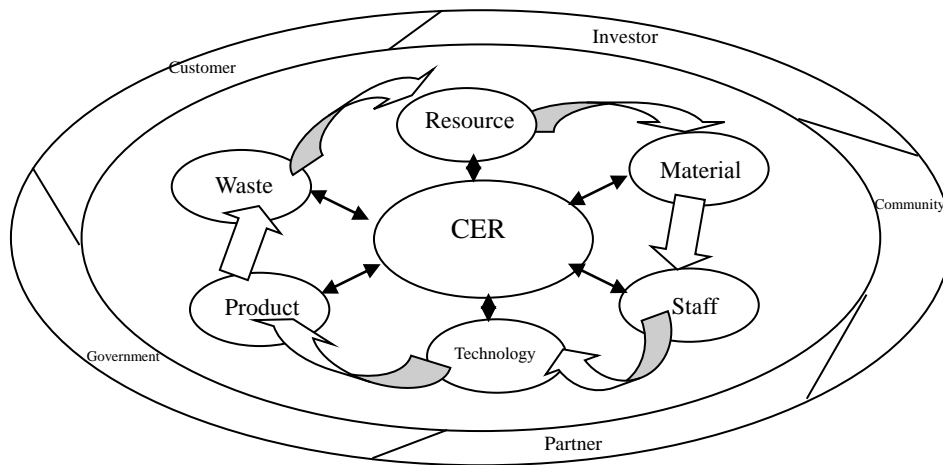 Investor
Customer
Resource
Material
Waste
Community
CER
Product
Staff
Technology
Government
Partner